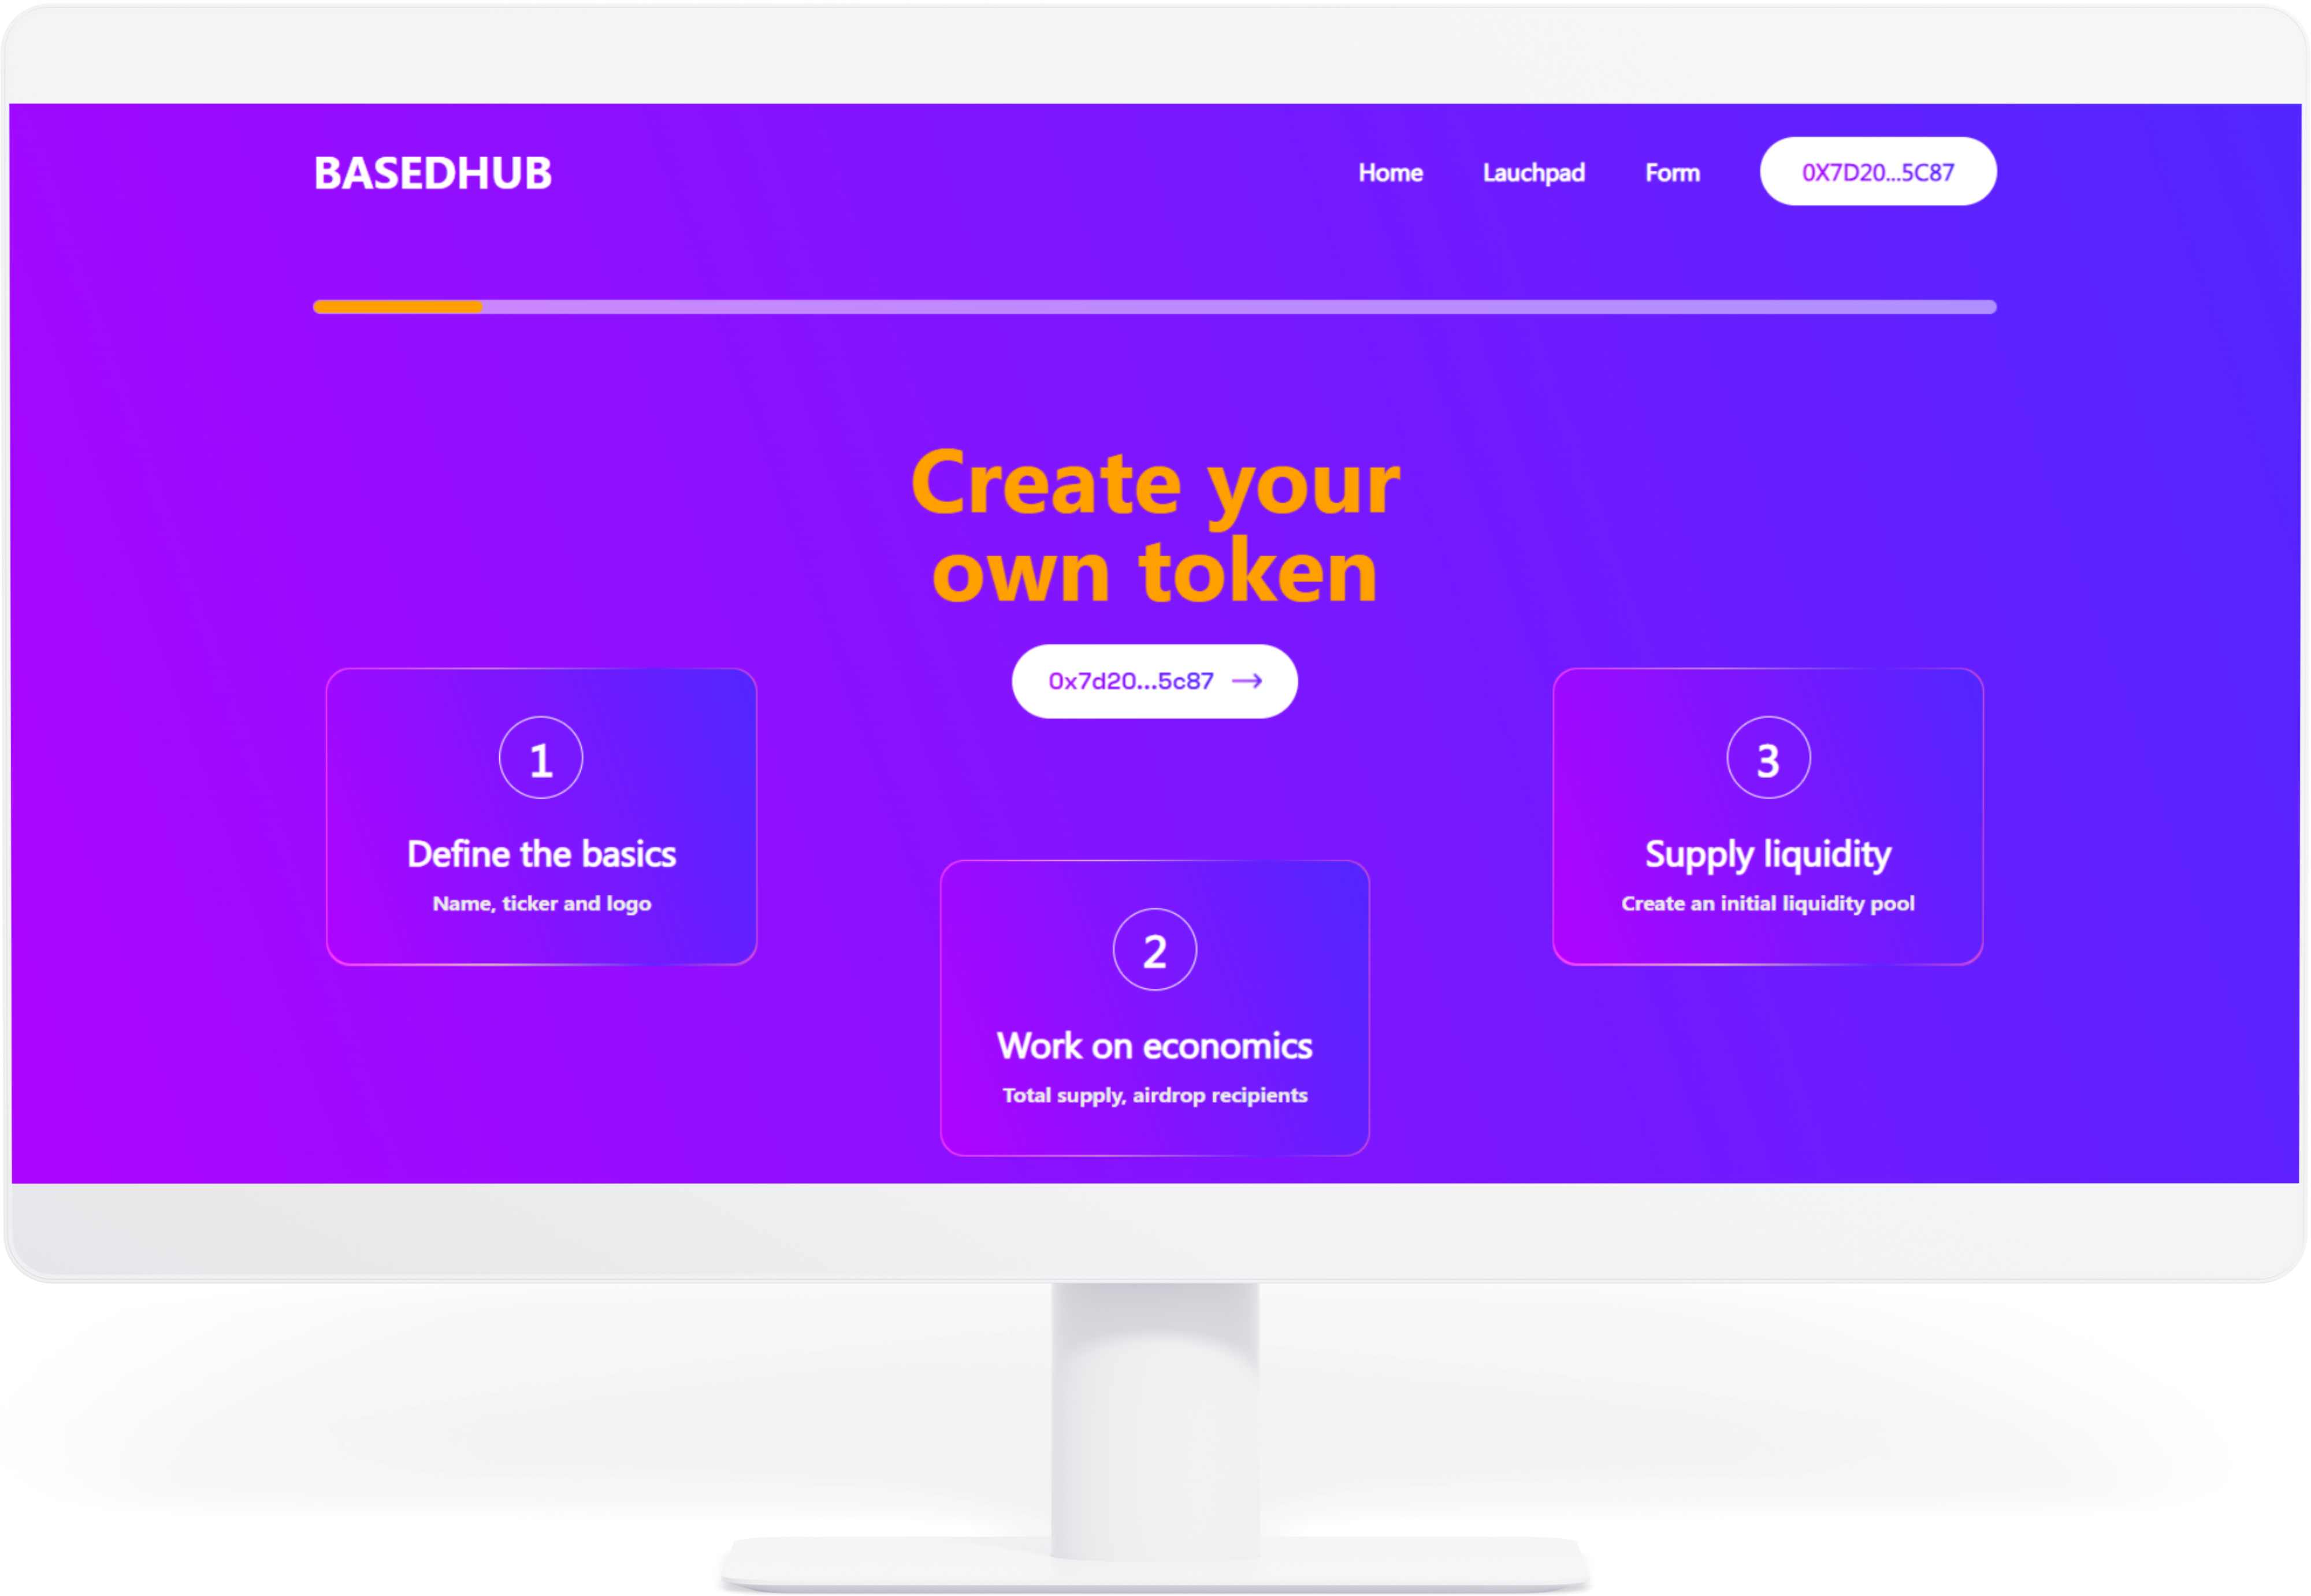 BASEDHUB
Home
Lauchpad
Form
0X7D20...5C87
Create your
own token
0x7d20...5c87
1
Define the basics
Name, ticker and logo
2
Work on economics
Total supply, airdrop recipients
3
Supply liquidity
Create an initial liquidity pool